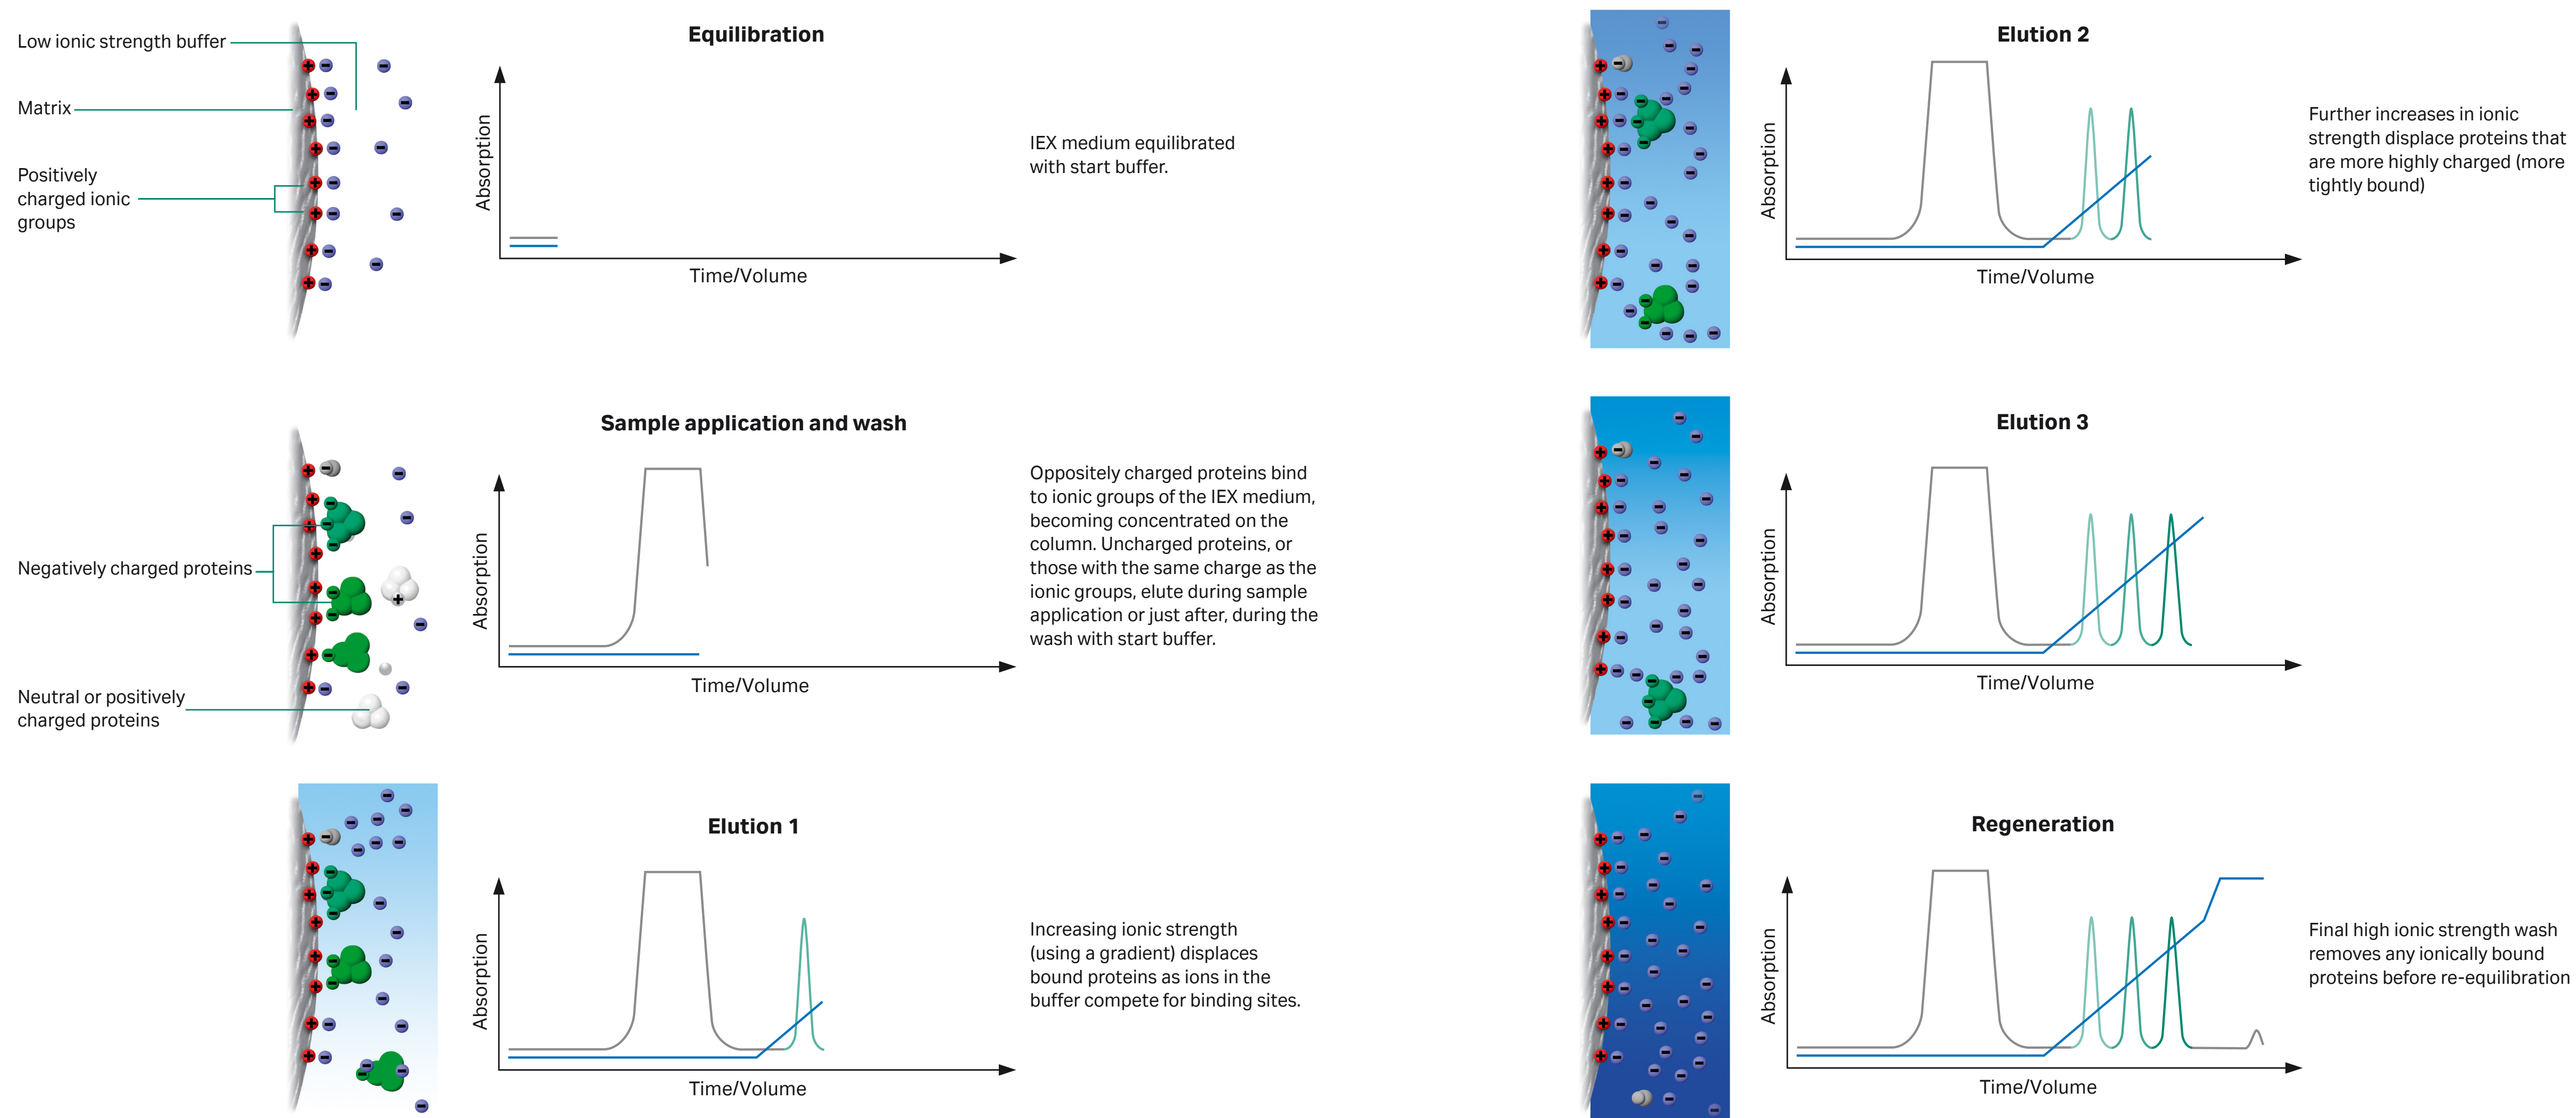 Equilibration
Low ionic strength buffer
Matrix
Positively
charged ionic
groups
Absorption
Time/Volume
IEX medium equilibrated
with start buffer.
Sample application and wash
Negatively charged proteins
Neutral or positively
charged proteins
Absorption
Time/Volume
Oppositely charged proteins bind
to ionic groups of the IEX medium,
becoming concentrated on the
column. Uncharged proteins, or
those with the same charge as the
ionic groups, elute during sample
application or just after, during the
wash with start buffer.
Elution 1
Absorption
Time/Volume
Increasing ionic strength
(using a gradient) displaces
bound proteins as ions in the
buffer compete for binding sites.
Elution 2
Absorption
Time/Volume
Further increases in ionic
strength displace proteins that
are more highly charged (more
tightly bound)
Elution 3
Absorption
Time/Volume
Regeneration
Absorption
Time/Volume
Final high ionic strength wash
removes any ionically bound
proteins before re-equilibration